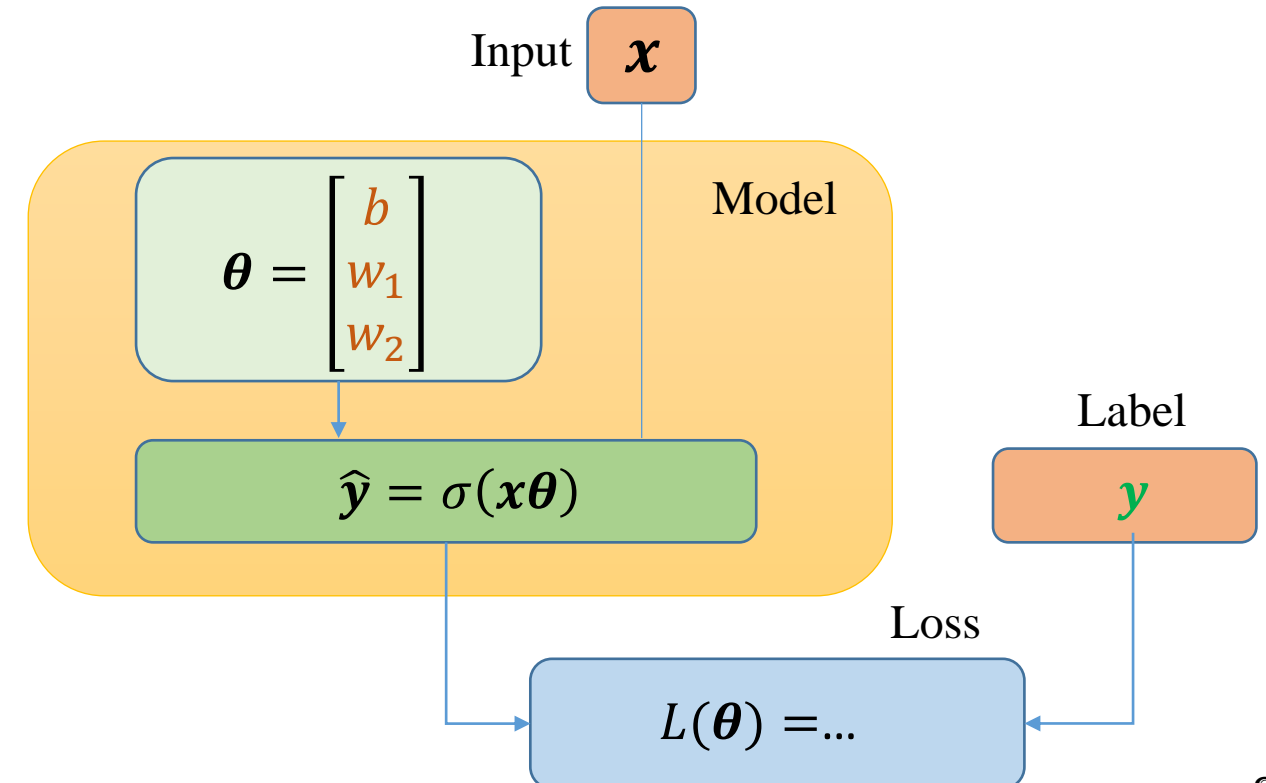 Input x
Model
θ = [b
w₁
w₂]
ŷ = σ(xθ)
Label
y
Loss
L(θ) =...